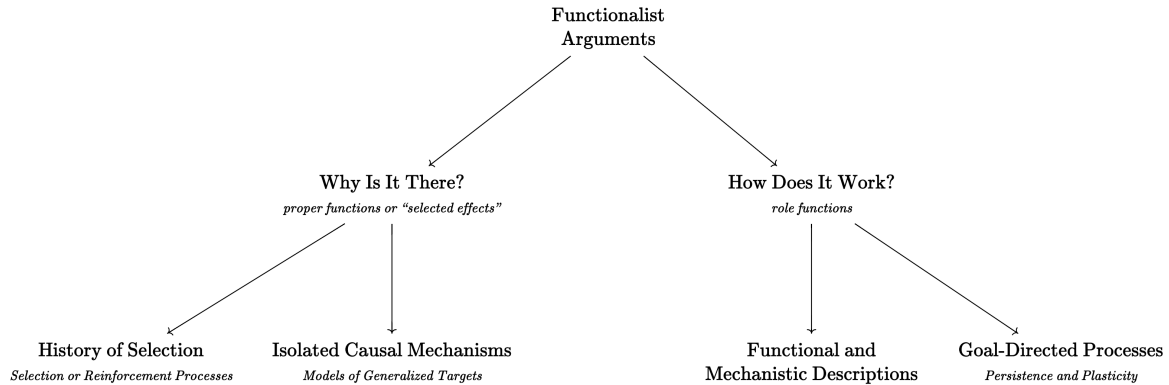 Functionalist
Arguments
Why Is It There?
proper functions or “selected effects”
How Does It Work?
role functions
History of Selection
Selection or Reinforcement Processes
Isolated Causal Mechanisms
Models of Generalized Targets
Functional and
Mechanistic Descriptions
Goal-Directed Processes
Persistence and Plasticity